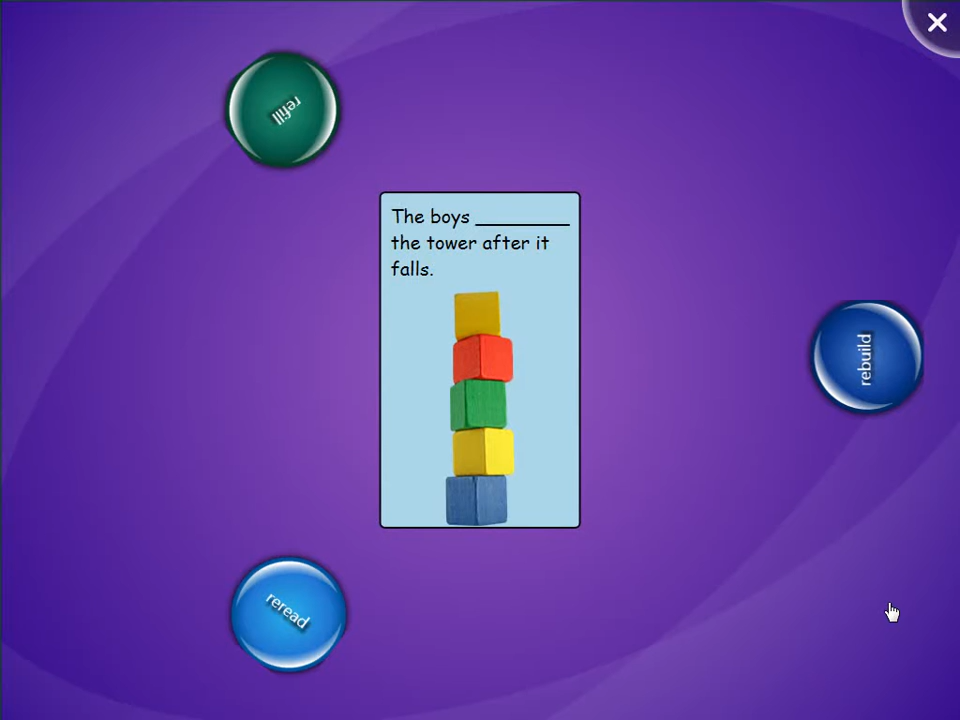 refill
The boys ________
the tower after it
falls.
rebuild
reread